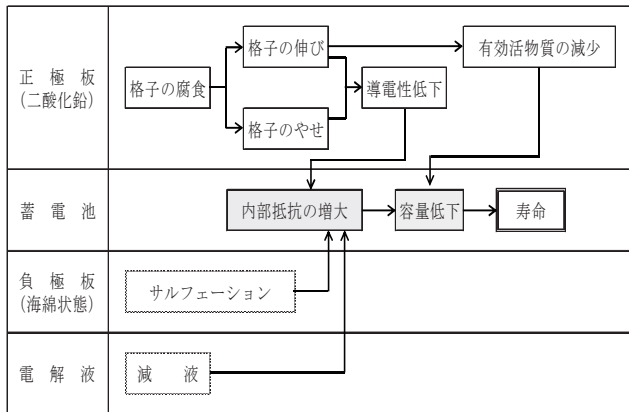 正極板
(二酸化鉛)
格子の腐食
格子の伸び
格子のやせ
導電性低下
有効活物質の減少
蓄電池
内部抵抗の増大
容量低下
寿命
負極板
(海綿状態)
サルフェーション
電解液
減液